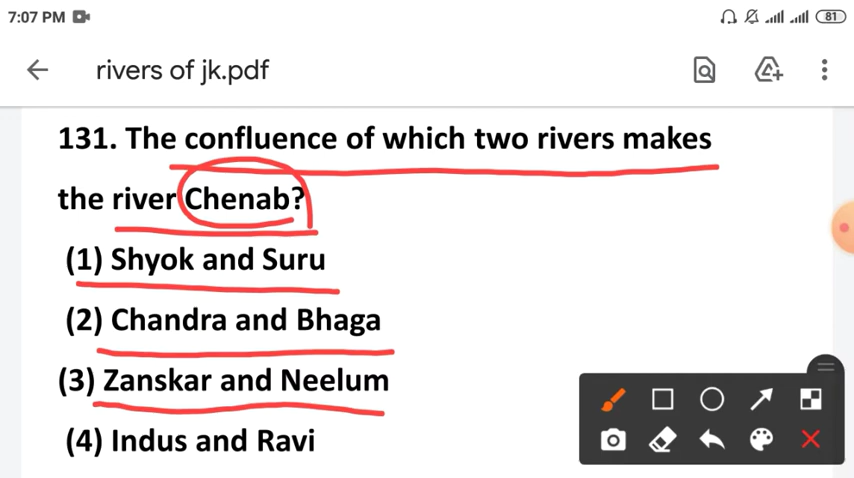 7:07 PM 81
rivers of jk.pdf
131. The confluence of which two rivers makes
the river Chenab?
(1) Shyok and Suru
(2) Chandra and Bhaga
(3) Zanskar and Neelum
(4) Indus and Ravi